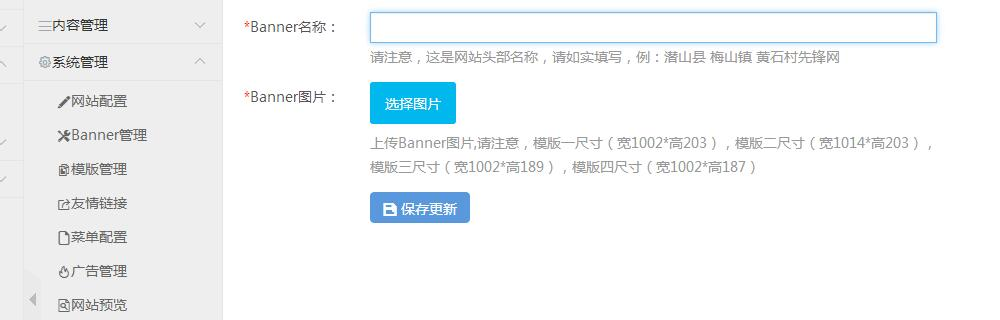 内容管理
系统管理
网站配置
Banner管理
模版管理
友情链接
菜单配置
广告管理
网站预览
*Banner名称：
请注意，这是网站头部名称，请如实填写，例：潜山县 梅山镇 黄石村先锋网
*Banner图片：
选择图片
上传Banner图片,请注意，模版一尺寸（宽1002*高203），模版二尺寸（宽1014*高203），
模版三尺寸（宽1002*高189），模版四尺寸（宽1002*高187）
保存更新